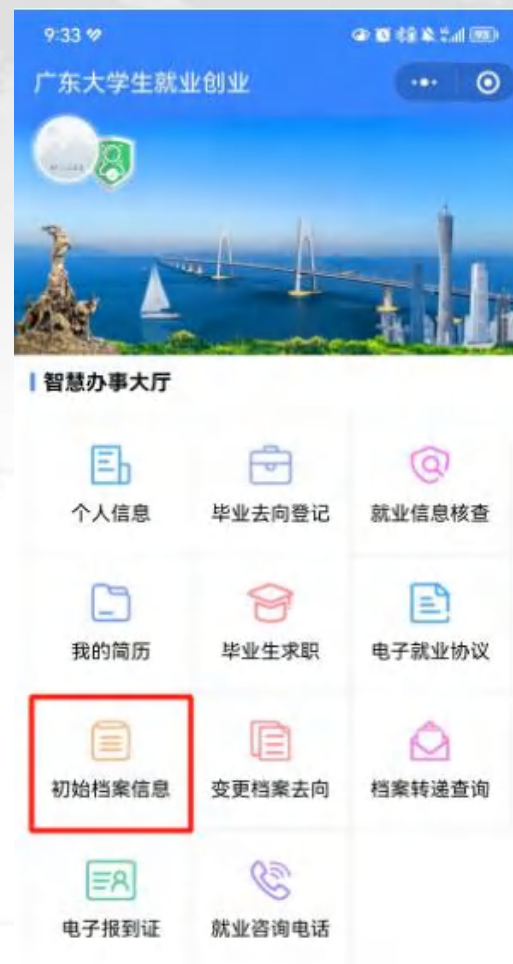 9:33
广东大学生就业创业
智慧办事大厅
个人信息
毕业去向登记
就业信息核查
我的简历
毕业生求职
电子就业协议
初始档案信息
变更档案去向
档案转递查询
电子报到证
就业咨询电话